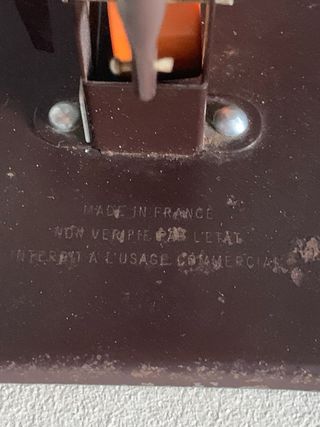 MADE IN FRANCE
NON VERIFIE PAR L'ETAT
INTERDIT A L'USAGE COMMERCIAL